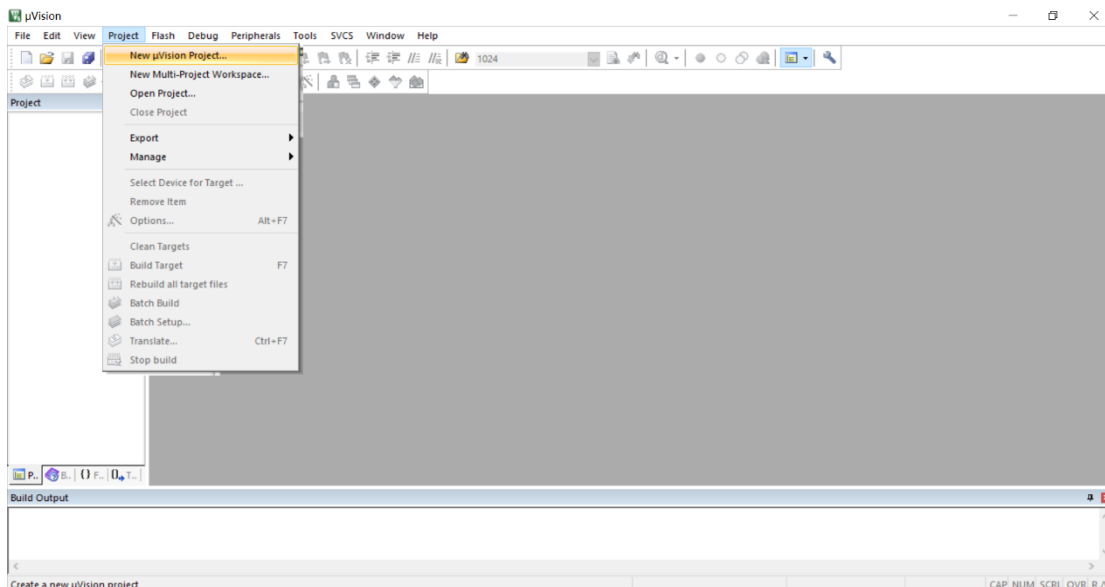 µVision
File Edit View Project Flash Debug Peripherals Tools SVCS Window Help
1024
Project
New µVision Project...
New Multi-Project Workspace...
Open Project...
Close Project
Export
Manage
Select Device for Target ...
Remove Item
Options... Alt+F7
Clean Targets
Build Target F7
Rebuild all target files
Batch Build
Batch Setup...
Translate... Ctrl+F7
Stop build
P... B... {} F... T...
Build Output
Create a new µVision project CAP NUM SCRL OVR R